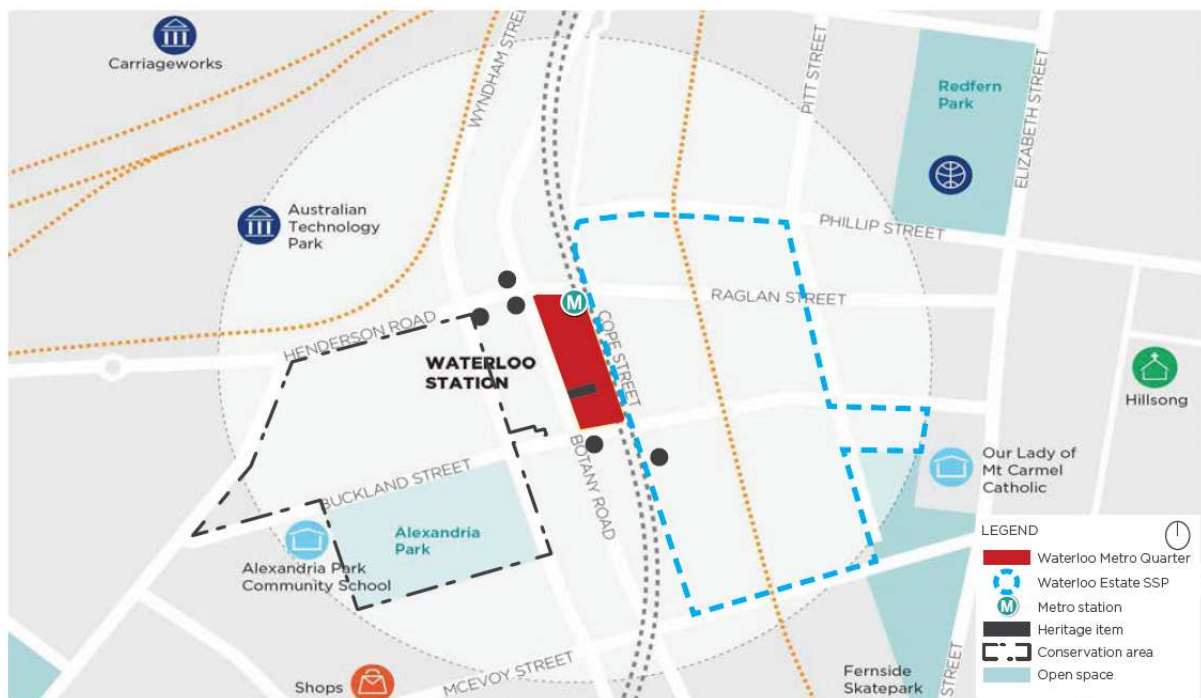 Carriageworks
WYNDHAM STREET
PITT STREET
Redfern
Park
ELIZABETH STREET
Australian
Technology
Park
PHILLIP STREET
M
RAGLAN STREET
HENDERSON ROAD
COPE STREET
WATERLOO
STATION
Hillsong
BOTANY ROAD
BUCKLAND STREET
Our Lady of
Mt Carmel
Catholic
Alexandria
Park
Alexandria Park
Community School
LEGEND
Waterloo Metro Quarter
Waterloo Estate SSP
M
Metro station
Heritage item
Conservation area
Open space
MCEVOY STREET
Shops
Fernside
Skatepark
STREET